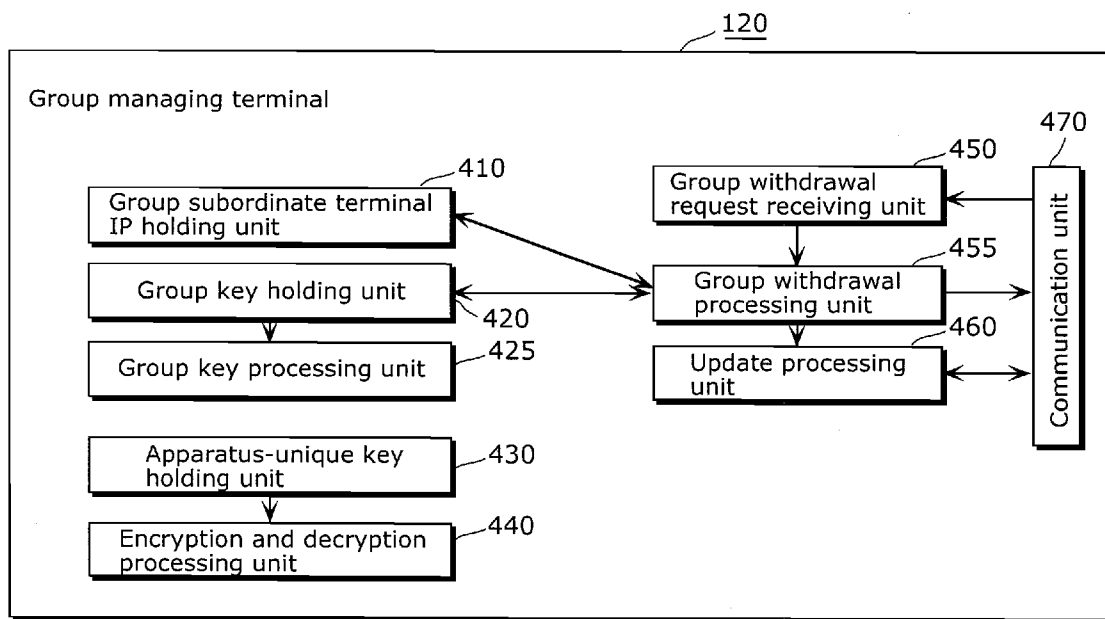 120
Group managing terminal
470
410
450
Group subordinate terminal
IP holding unit
Group withdrawal
request receiving unit
455
Group key holding unit
Group withdrawal
processing unit
420
460
425
Group key processing unit
Update processing
unit
Communication unit
Apparatus-unique key
holding unit
430
Encryption and decryption
processing unit
440